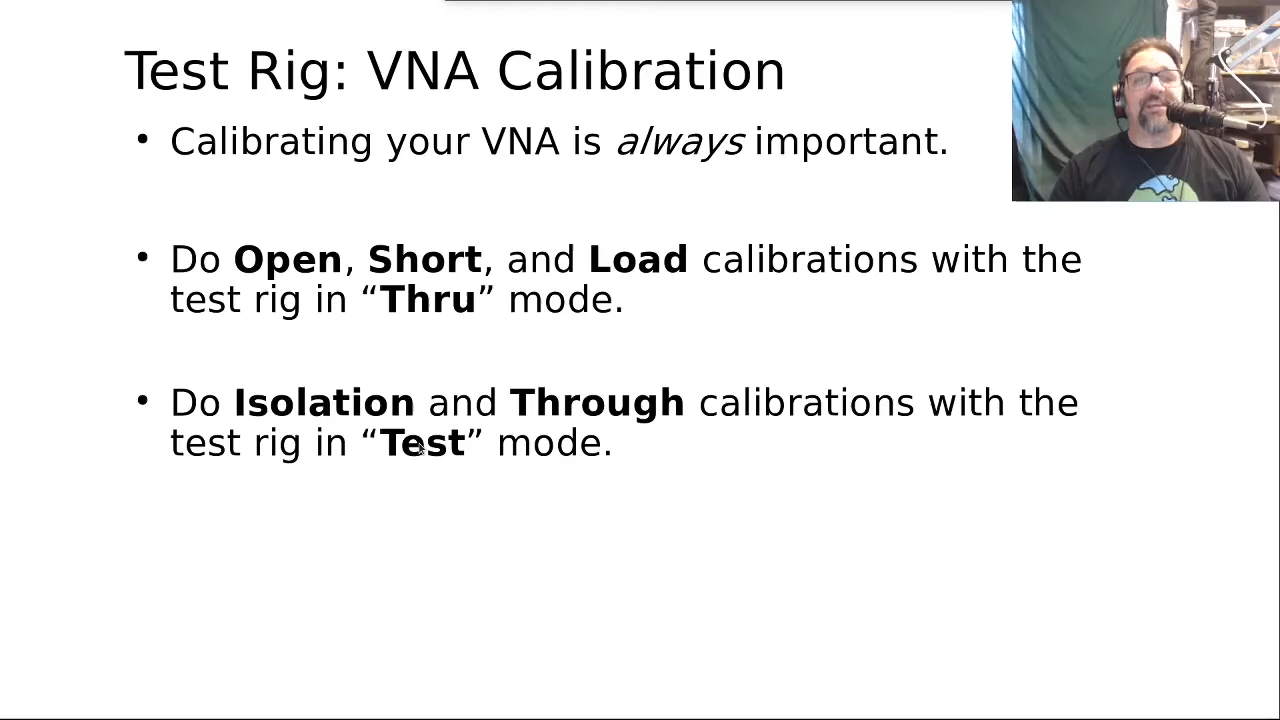 Test Rig: VNA Calibration
• Calibrating your VNA is always important.
• Do Open, Short, and Load calibrations with the
test rig in “Thru” mode.
• Do Isolation and Through calibrations with the
test rig in “Test” mode.